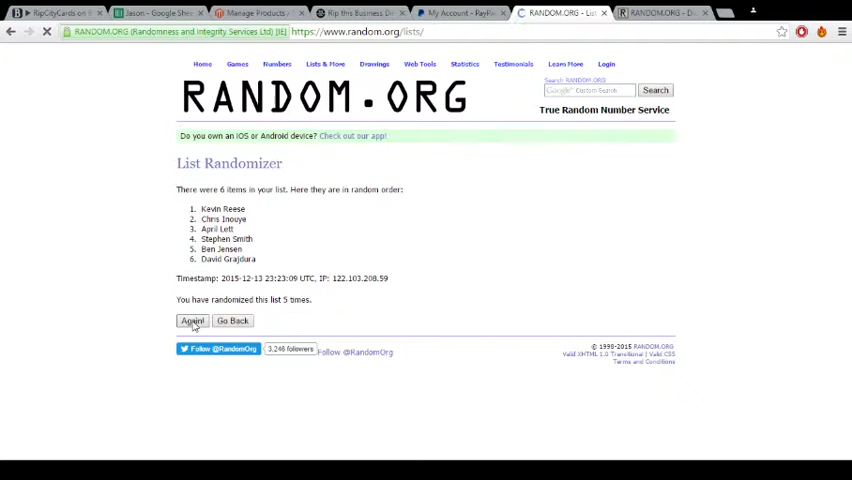 RipCityCards on
Jason - Google She
Manage Products /
Rip this Business Di
My Account - PayP
RANDOM.ORG - Lis
RANDOM.ORG - Di
RANDOM.ORG (Randomness and Integrity Services Ltd) [IE] https://www.random.org/lists/
Home Games Numbers Lists & More Drawings Web Tools Statistics Testimonials Learn More Login
Search RANDOM.ORG
Google Custom Search Search
RANDOM.ORG
True Random Number Service
Do you own an iOS or Android device? Check out our app!
List Randomizer
There were 6 items in your list. Here they are in random order:
1. Kevin Reese
2. Chris Inouye
3. April Lett
4. Stephen Smith
5. Ben Jensen
6. David Grajdura
Timestamp: 2015-12-13 23:23:09 UTC, IP: 122.103.208.59
You have randomized this list 5 times.
Again! Go Back
Follow @RandomOrg 3,246 followers Follow @RandomOrg
© 1998-2015 RANDOM.ORG
Valid XHTML 1.0 Transitional | Valid CSS
Terms and Conditions